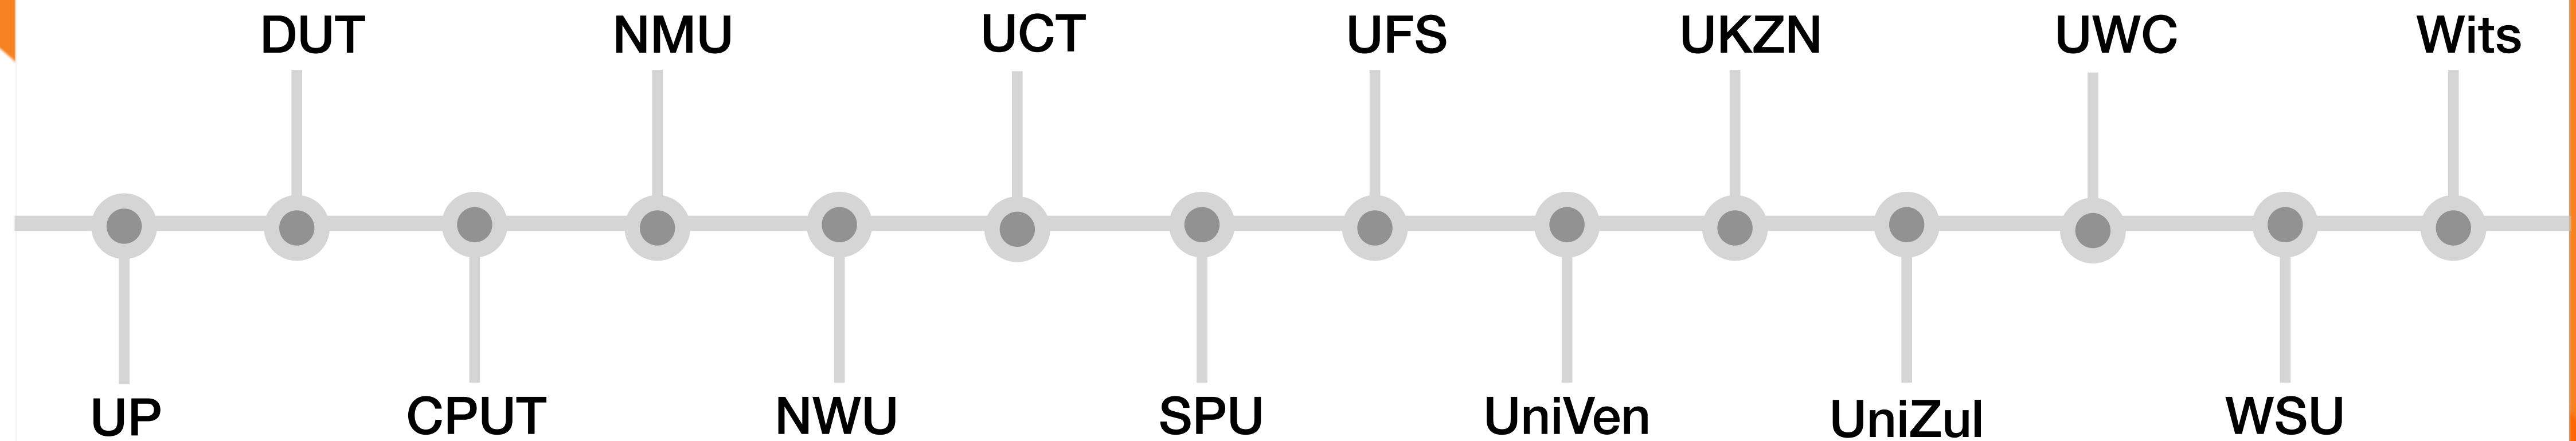 DUT NMU UCT UFS UKZN UWC Wits
UP CPUT NWU SPU UniVen UniZul WSU